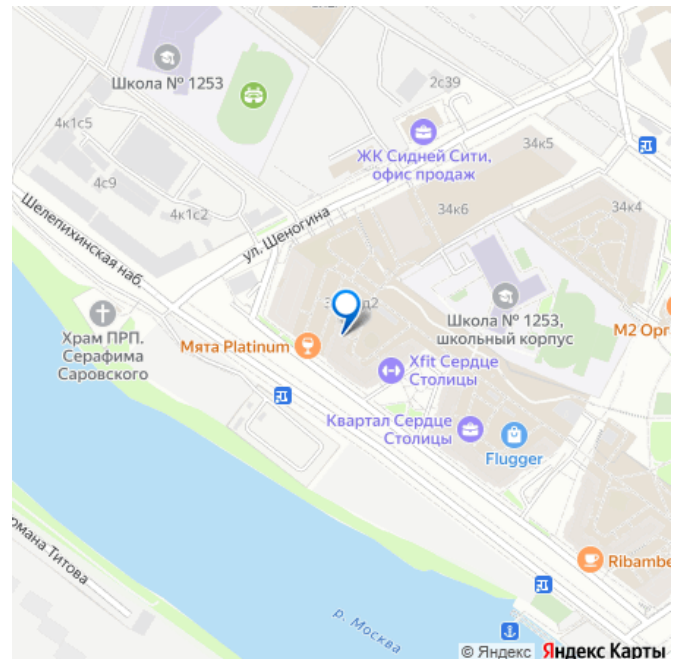 Школа № 1253
2с39
4к1с5
ЖК Сидней Сити,
офис продаж
34к5
4с9
34к6
34к4
4к1с2
Шелепихинская наб.
ул. Шеногина
Храм ПРП.
Серафима
Саровского
Мята Platinum
Школа № 1253,
школьный корпус
М2 Орг
Xfit Сердце
Столицы
Квартал Сердце
Столицы
Flugger
Ribambe
рмана Титова
р. Москва
© Яндекс Яндекс Карты